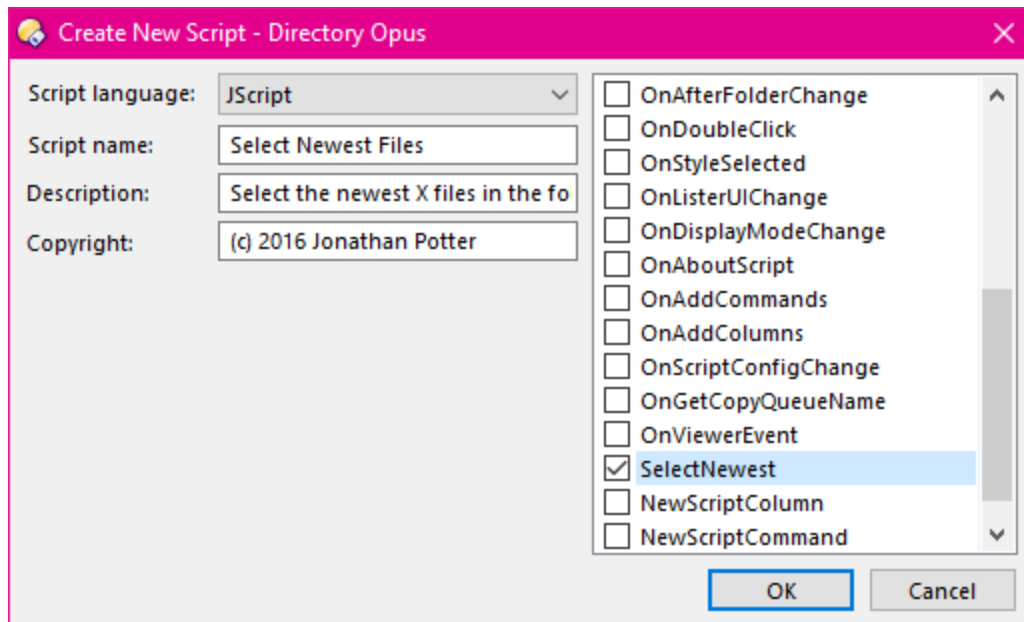 Create New Script - Directory Opus
Script language:
JScript
Script name:
Select Newest Files
Description:
Select the newest X files in the fo
Copyright:
(c) 2016 Jonathan Potter
OnAfterFolderChange
OnDoubleClick
OnStyleSelected
OnListerUIChange
OnDisplayModeChange
OnAboutScript
OnAddCommands
OnAddColumns
OnScriptConfigChange
OnGetCopyQueueName
OnViewerEvent
SelectNewest
NewScriptColumn
NewScriptCommand
OK
Cancel